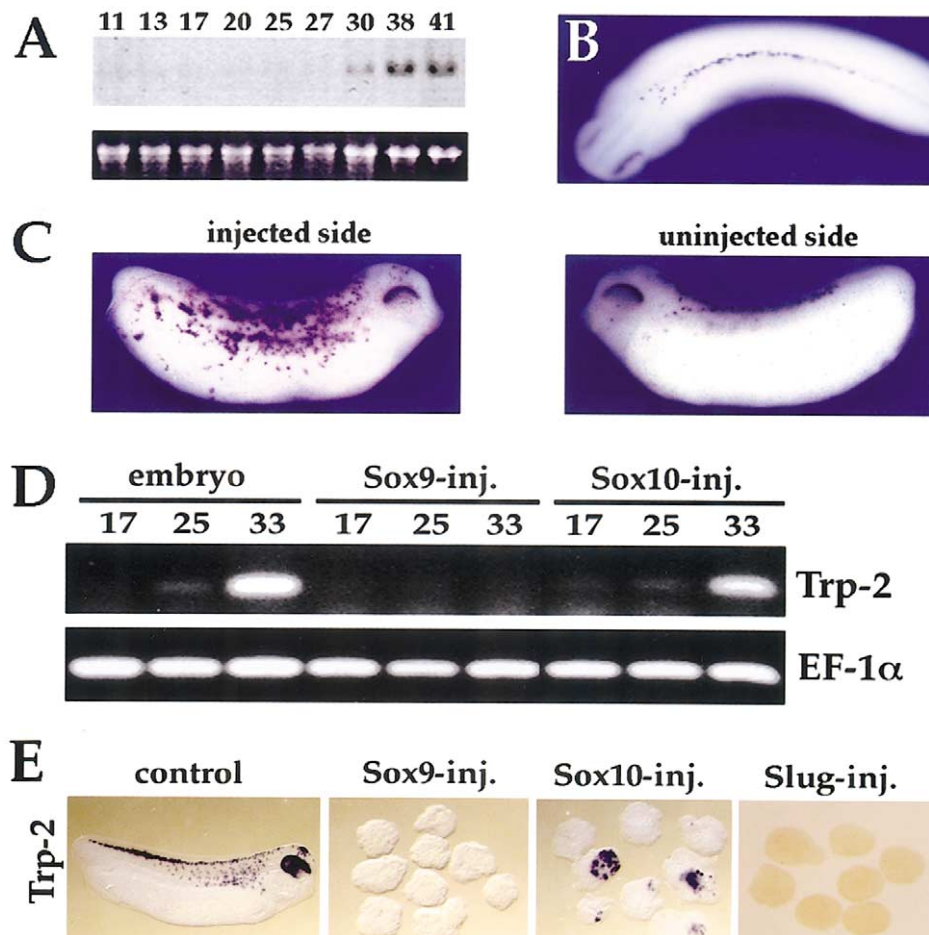 A
11 13 17 20 25 27 30 38 41
B
C
injected side
uninjected side
D
embryo Sox9-inj. Sox10-inj.
17 25 33 17 25 33 17 25 33
Trp-2
EF-1α
E
control Sox9-inj. Sox10-inj. Slug-inj.
Trp-2